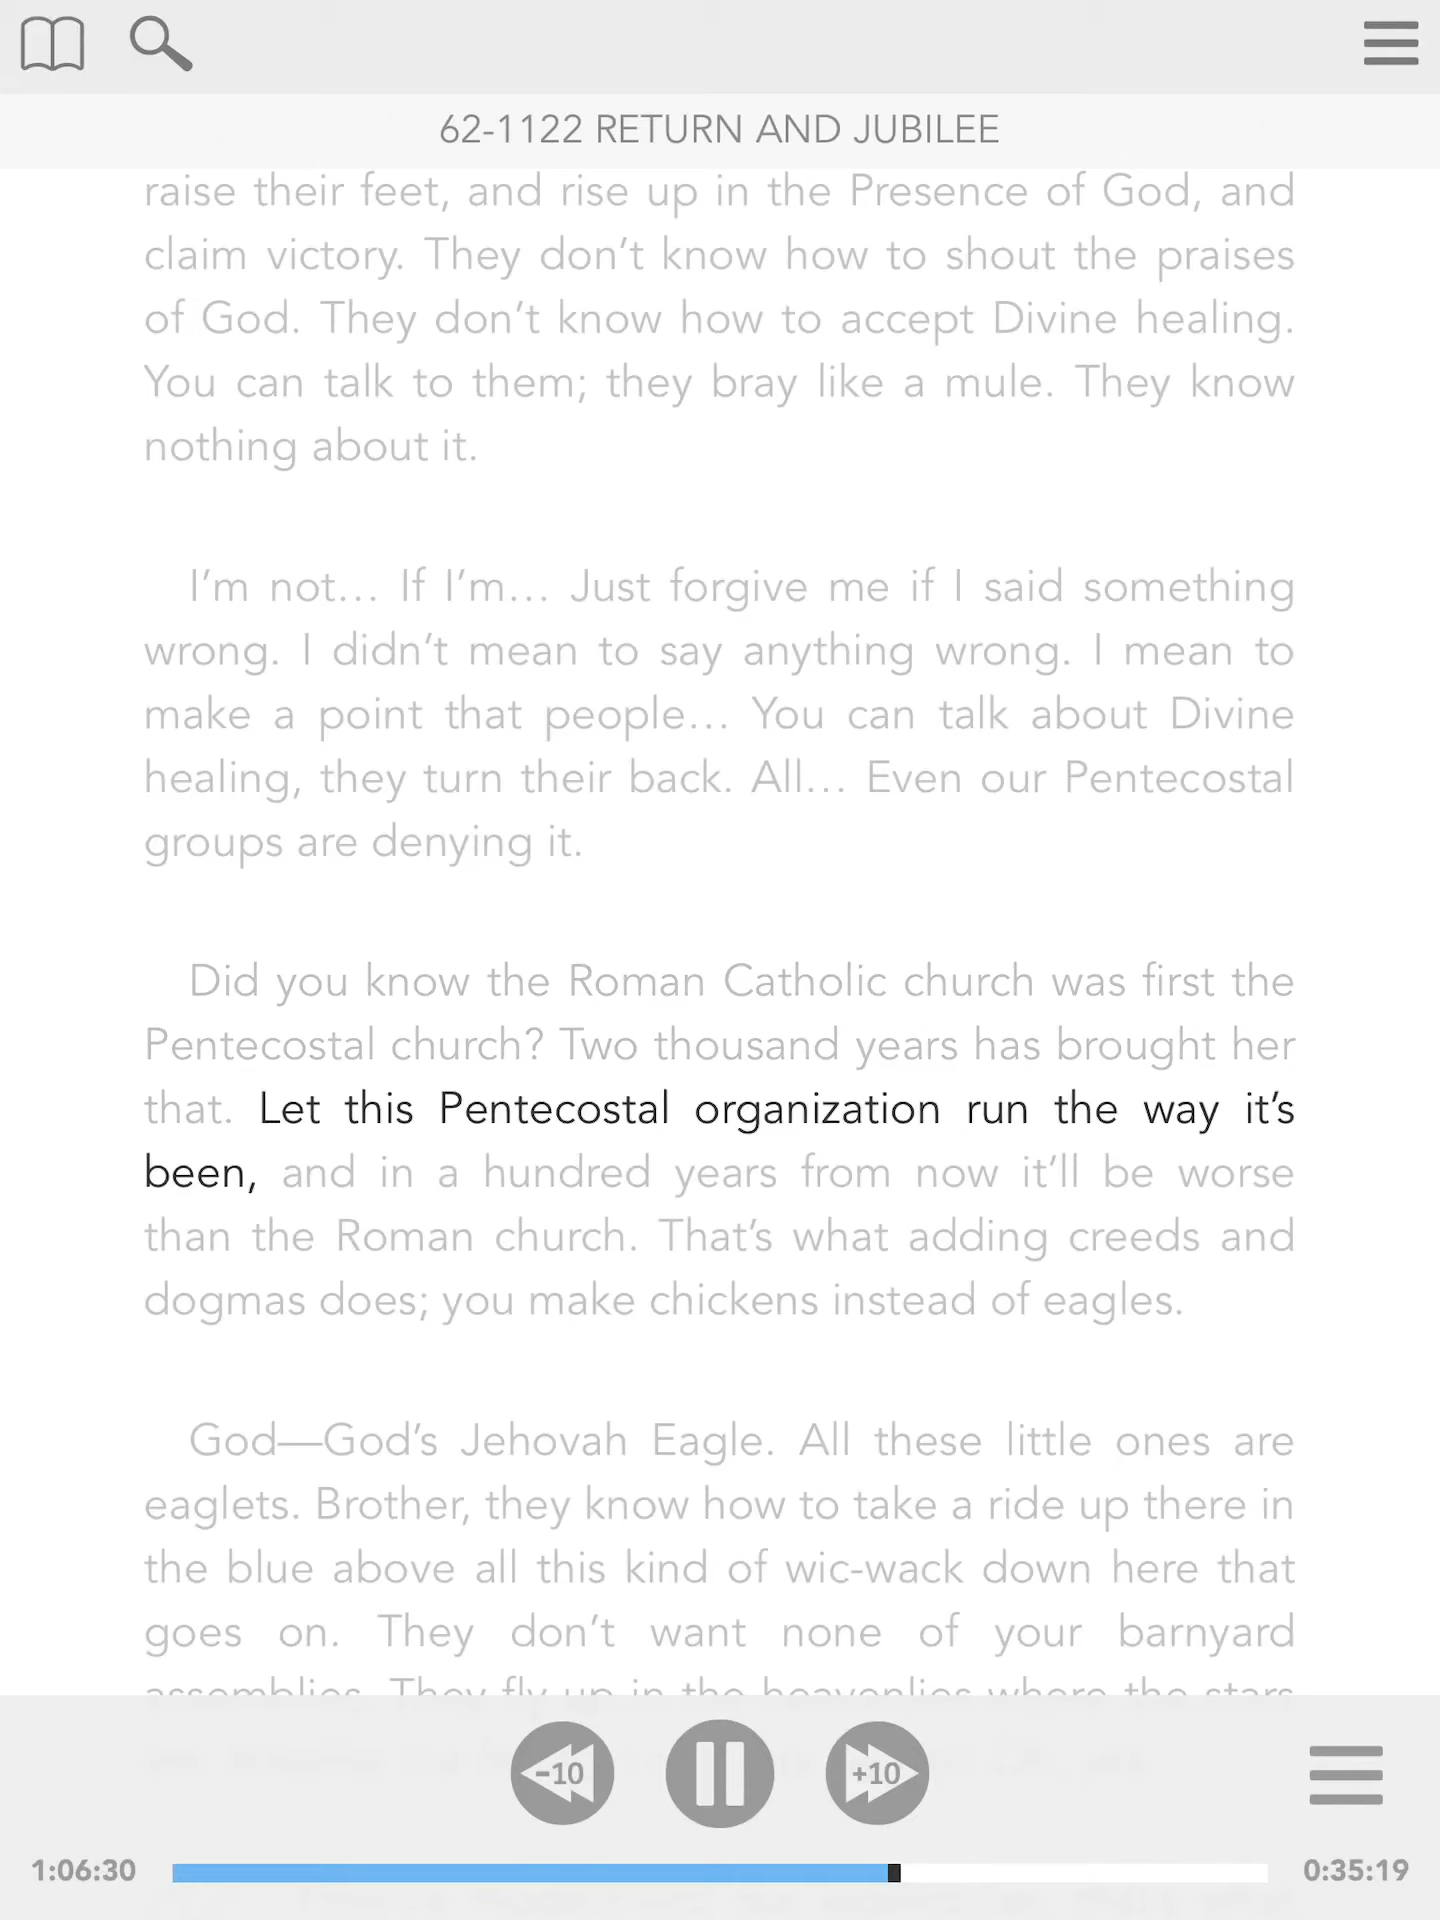 62-1122 RETURN AND JUBILEE
raise their feet, and rise up in the Presence of God, and
claim victory. They don’t know how to shout the praises
of God. They don’t know how to accept Divine healing.
You can talk to them; they bray like a mule. They know
nothing about it.
I’m not… If I’m… Just forgive me if I said something
wrong. I didn’t mean to say anything wrong. I mean to
make a point that people… You can talk about Divine
healing, they turn their back. All… Even our Pentecostal
groups are denying it.
Did you know the Roman Catholic church was first the
Pentecostal church? Two thousand years has brought her
that. Let this Pentecostal organization run the way it’s
been, and in a hundred years from now it’ll be worse
than the Roman church. That’s what adding creeds and
dogmas does; you make chickens instead of eagles.
God—God’s Jehovah Eagle. All these little ones are
eaglets. Brother, they know how to take a ride up there in
the blue above all this kind of wic-wack down here that
goes on. They don’t want none of your barnyard
assemblies. They fly up in the heavenlies where the stars
-10
+10
1:06:30
0:35:19